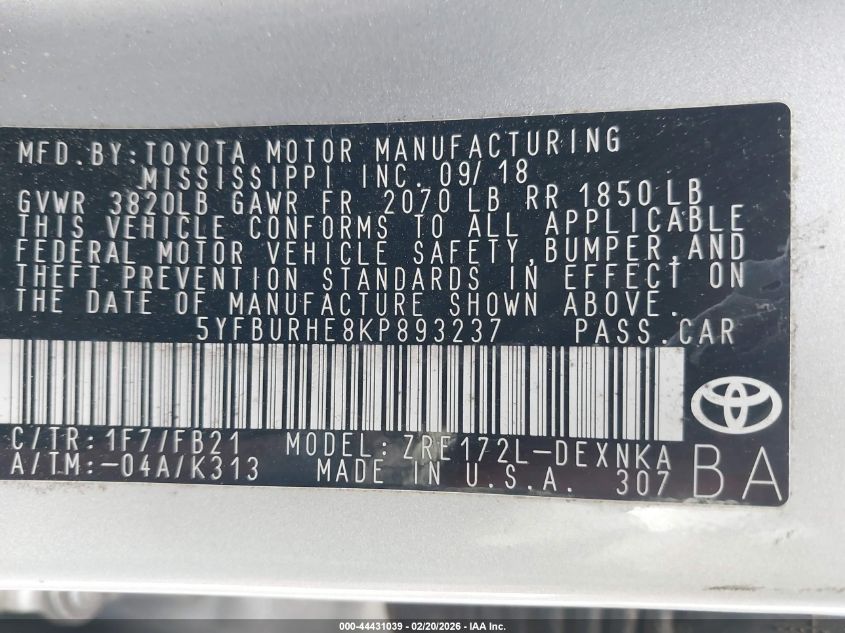 MFD. BY: TOYOTA MOTOR MANUFACTURING
MISSISSIPPI INC. 09/18
GVWR 3820LB GAWR FR 2070 LB RR 1850 LB
THIS VEHICLE CONFORMS TO ALL APPLICABLE
FEDERAL MOTOR VEHICLE SAFETY, BUMPER, AND
THEFT PREVENTION STANDARDS IN EFFECT ON
THE DATE OF MANUFACTURE SHOWN ABOVE.
5YFBURHE8KP893237 PASS. CAR
C/TR: 1F7/FB21 MODEL: ZRE172L-DEXNKA
A/TM: -04A/K313 MADE IN U.S.A. 307 BA
000-44431039 - 02/20/2026 - IAA Inc.